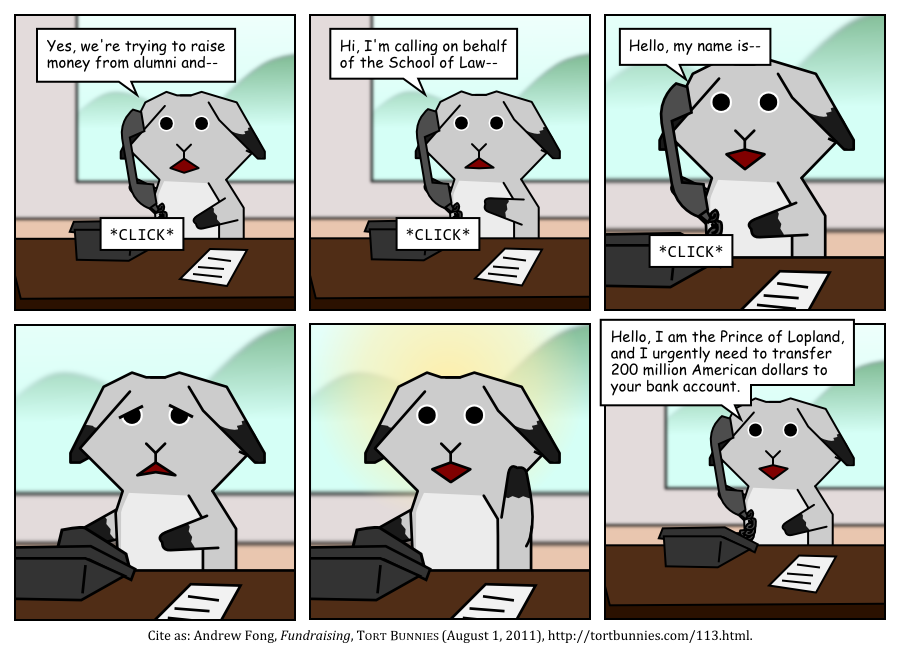 Yes, we're trying to raise
money from alumni and--
*CLICK*
Hi, I'm calling on behalf
of the School of Law--
*CLICK*
Hello, my name is--
*CLICK*
Hello, I am the Prince of Lopland,
and I urgently need to transfer
200 million American dollars to
your bank account.
Cite as: Andrew Fong, Fundraising, TORT BUNNIES (August 1, 2011), http://tortbunnies.com/113.html.